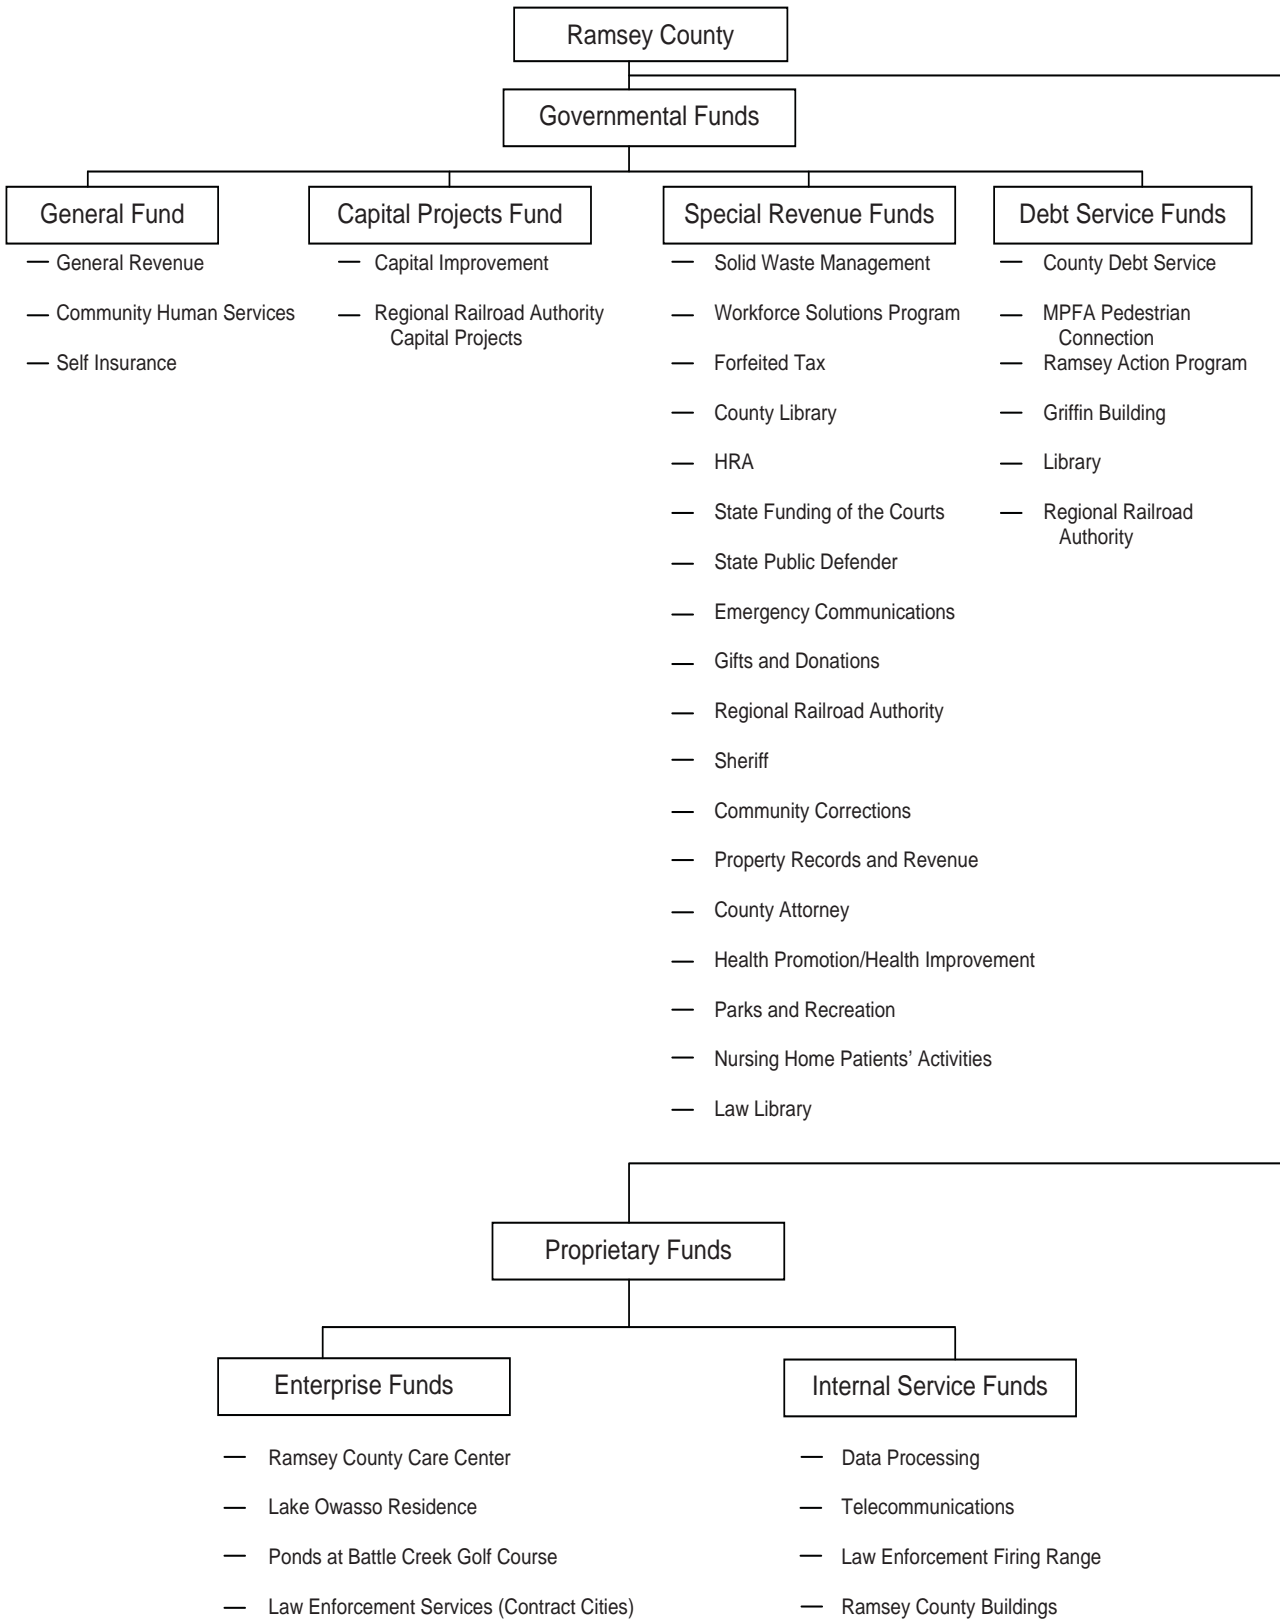 Ramsey County
Governmental Funds
General Fund
— General Revenue
— Community Human Services
— Self Insurance
Capital Projects Fund
— Capital Improvement
— Regional Railroad Authority
Capital Projects
Special Revenue Funds
— Solid Waste Management
— Workforce Solutions Program
— Forfeited Tax
— County Library
— HRA
— State Funding of the Courts
— State Public Defender
— Emergency Communications
— Gifts and Donations
— Regional Railroad Authority
— Sheriff
— Community Corrections
— Property Records and Revenue
— County Attorney
— Health Promotion/Health Improvement
— Parks and Recreation
— Nursing Home Patients’ Activities
— Law Library
Debt Service Funds
— County Debt Service
— MPFA Pedestrian
Connection
— Ramsey Action Program
— Griffin Building
— Library
— Regional Railroad
Authority
Proprietary Funds
Enterprise Funds
— Ramsey County Care Center
— Lake Owasso Residence
— Ponds at Battle Creek Golf Course
— Law Enforcement Services (Contract Cities)
Internal Service Funds
— Data Processing
— Telecommunications
— Law Enforcement Firing Range
— Ramsey County Buildings